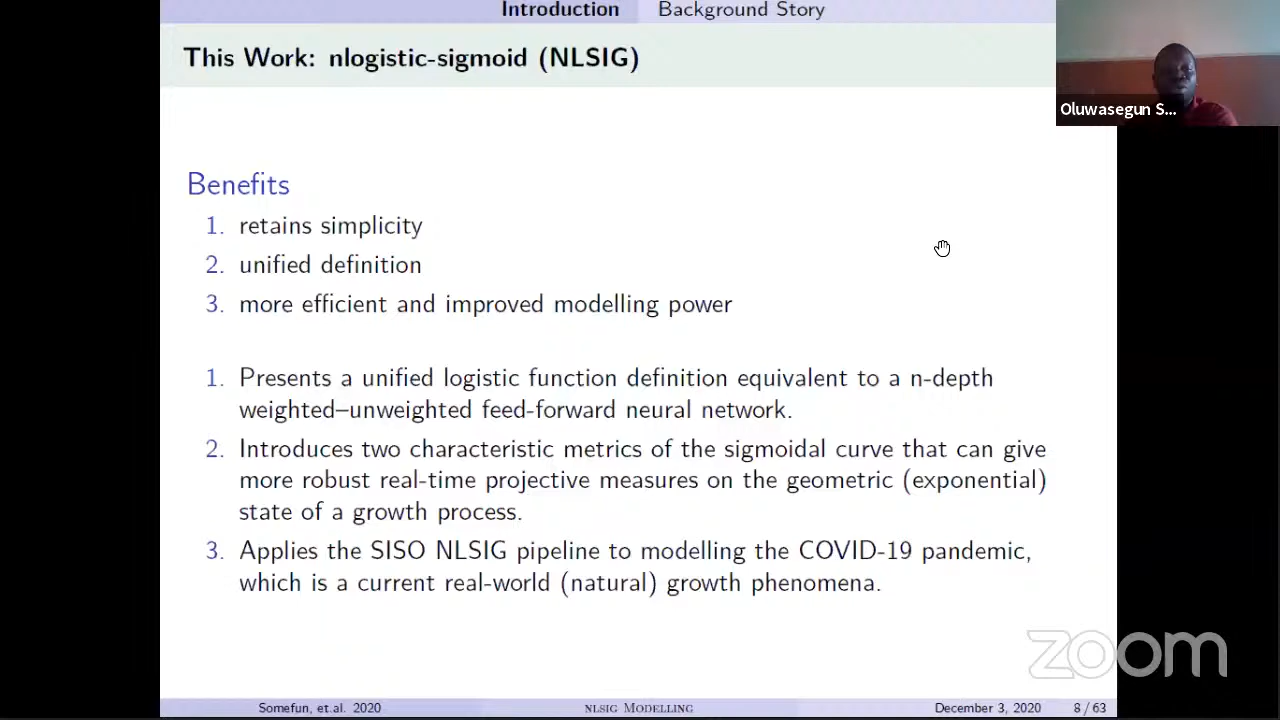 Introduction Background Story
This Work: nlogistic-sigmoid (NLSIG)
Oluwasegun S...
Benefits
1. retains simplicity
2. unified definition
3. more efficient and improved modelling power
1. Presents a unified logistic function definition equivalent to a n-depth
weighted–unweighted feed-forward neural network.
2. Introduces two characteristic metrics of the sigmoidal curve that can give
more robust real-time projective measures on the geometric (exponential)
state of a growth process.
3. Applies the SISO NLSIG pipeline to modelling the COVID-19 pandemic,
which is a current real-world (natural) growth phenomena.
zoom
Somefun, et.al. 2020 NLSIG MODELLING December 3, 2020 8 / 63